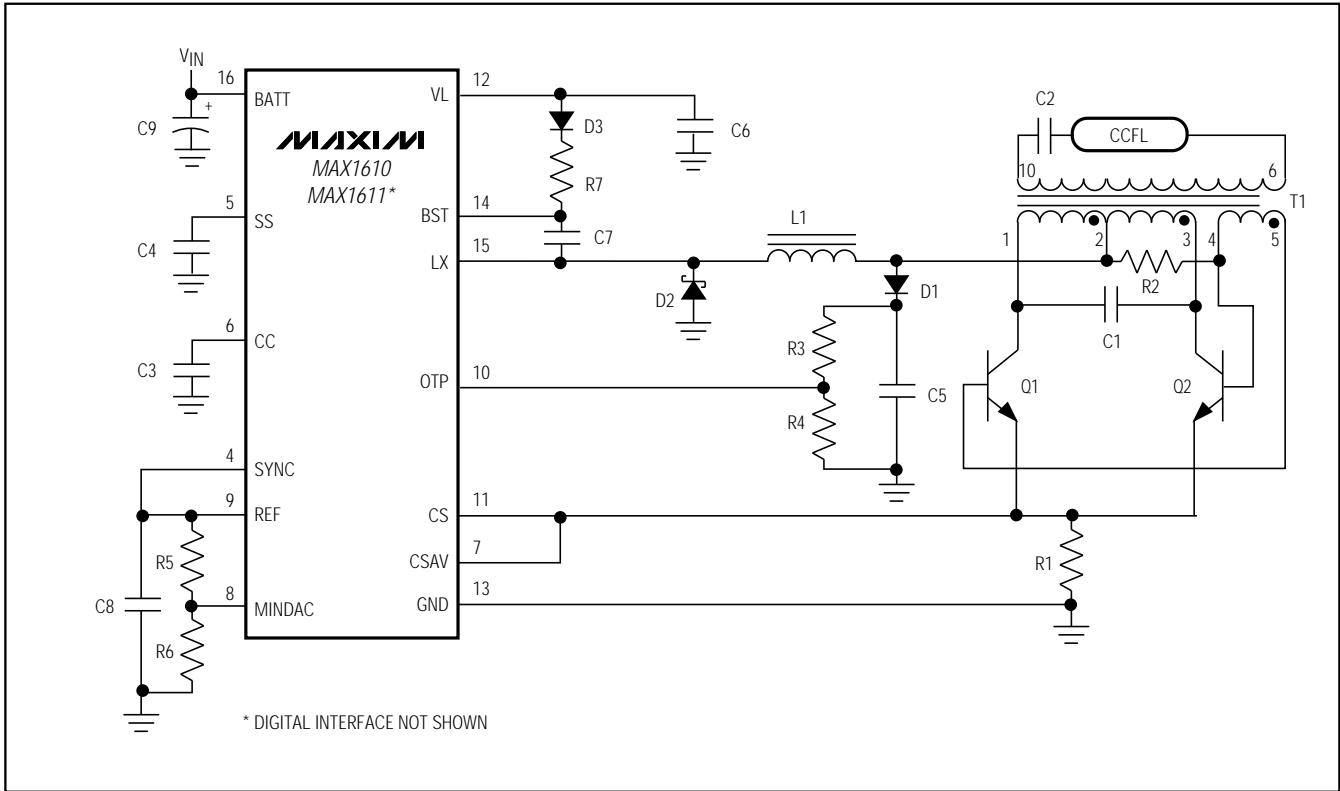 VIN
16
BATT
+
C9
MAXIM
MAX1610
MAX1611*
5
SS
C4
6
CC
C3
4
SYNC
9
REF
R5
8
MINDAC
C8
R6
VL
12
D3
C6
R7
BST
14
C7
LX
15
D2
L1
D1
R3
OTP
10
R4
C5
CS
11
CSAV
7
GND
13
R1
C2
CCFL
10
6
T1
1
2
3
4
5
R2
C1
Q1
Q2
* DIGITAL INTERFACE NOT SHOWN